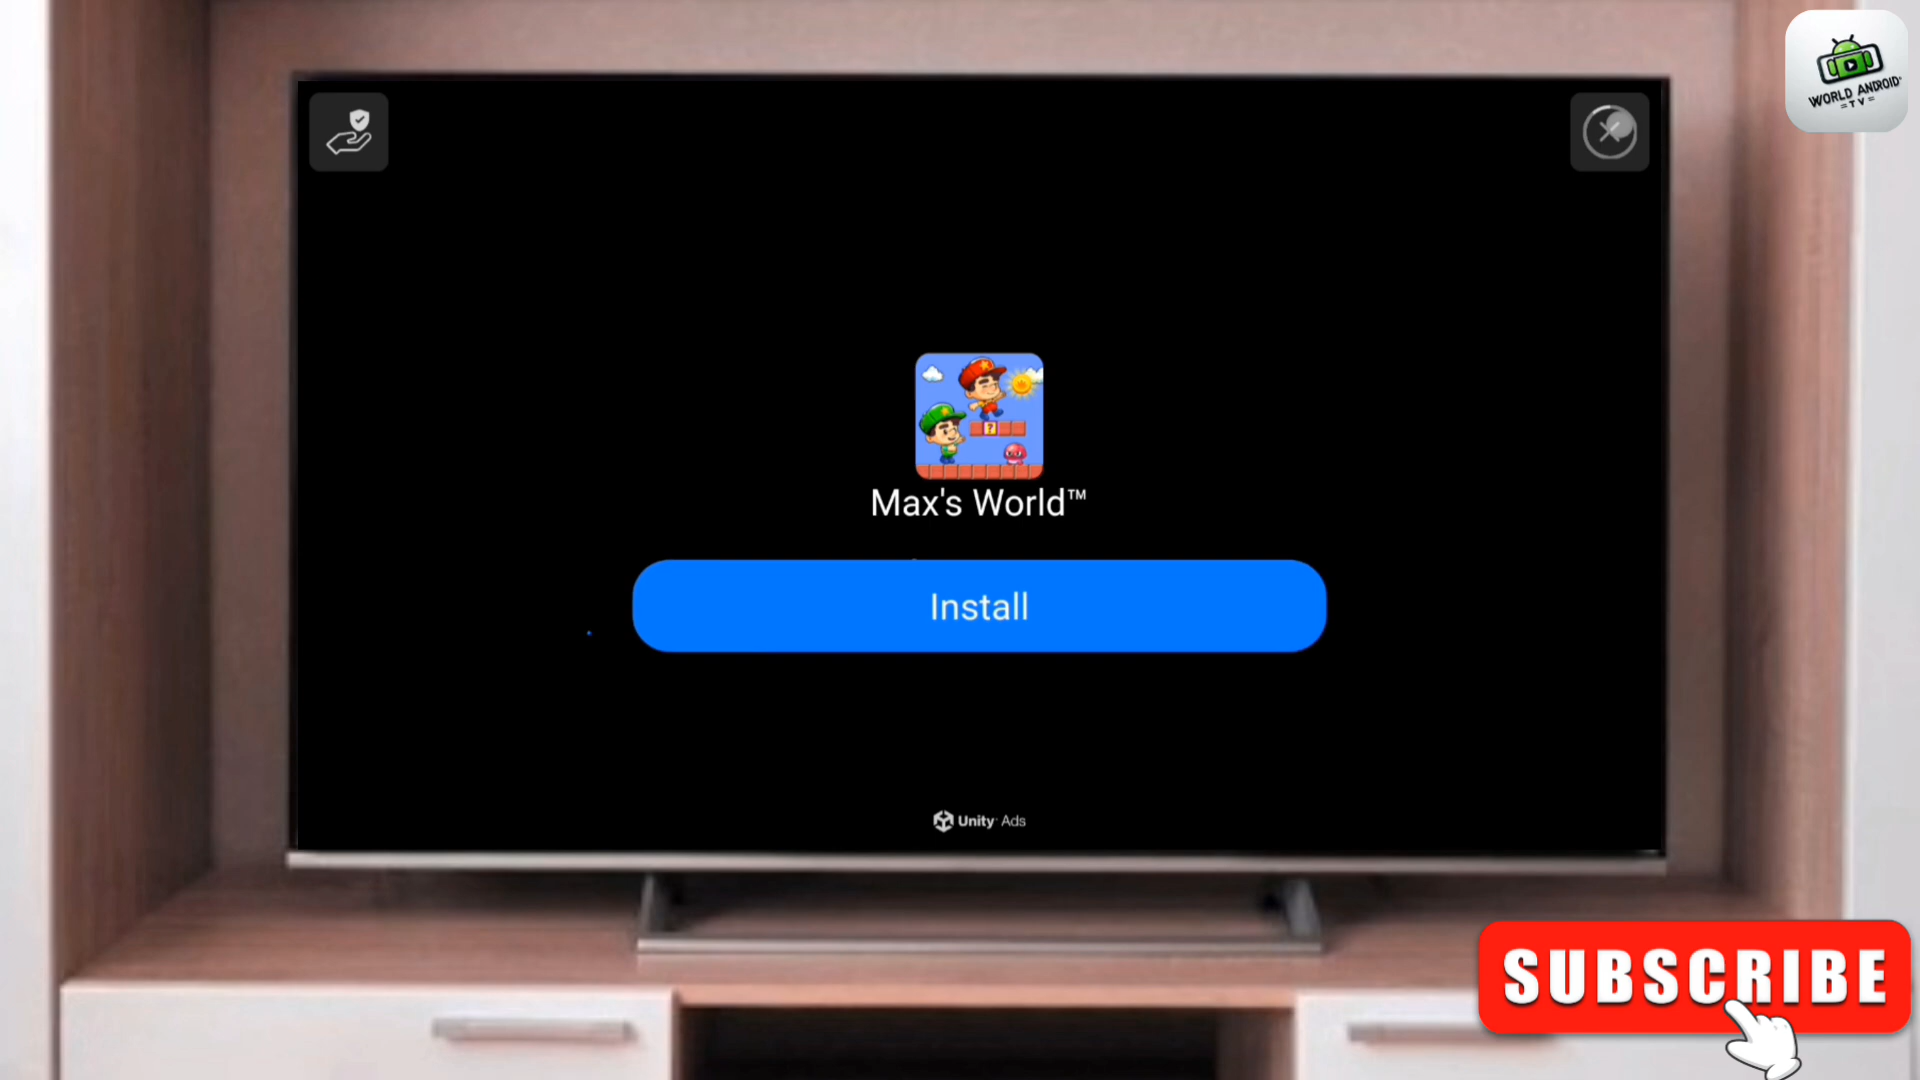 WORLD ANDROID
TV
?
Max's World™
Install
Unity Ads
SUBSCRIBE